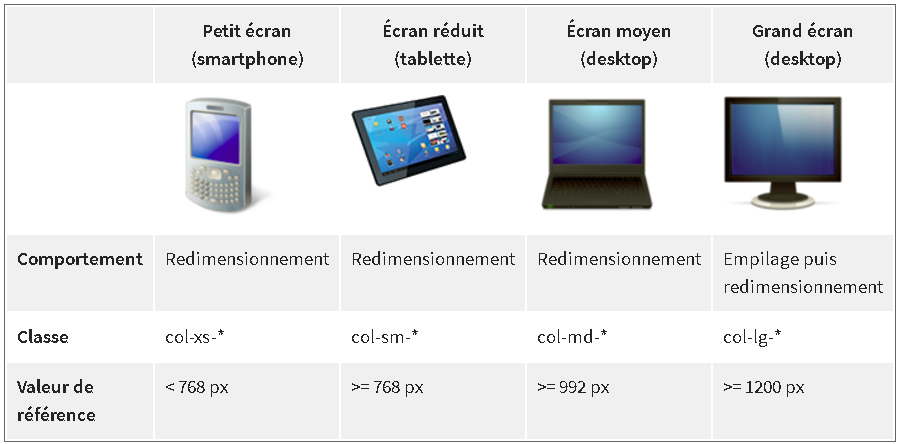 Petit écran
(smartphone)
Écran réduit
(tablette)
Écran moyen
(desktop)
Grand écran
(desktop)
Comportement
Redimensionnement
Redimensionnement
Redimensionnement
Empilage puis
redimensionnement
Classe
col-xs-*
col-sm-*
col-md-*
col-lg-*
Valeur de
référence
< 768 px
>= 768 px
>= 992 px
>= 1200 px